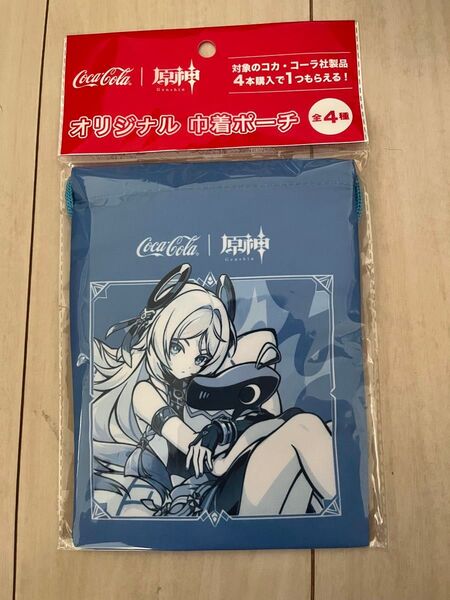 Coca-Cola® 原神 Genshin
対象のコカ・コーラ社製品
4本購入で1つもらえる！
オリジナル 巾着ポーチ 全4種
Coca-Cola® 原神 Genshin